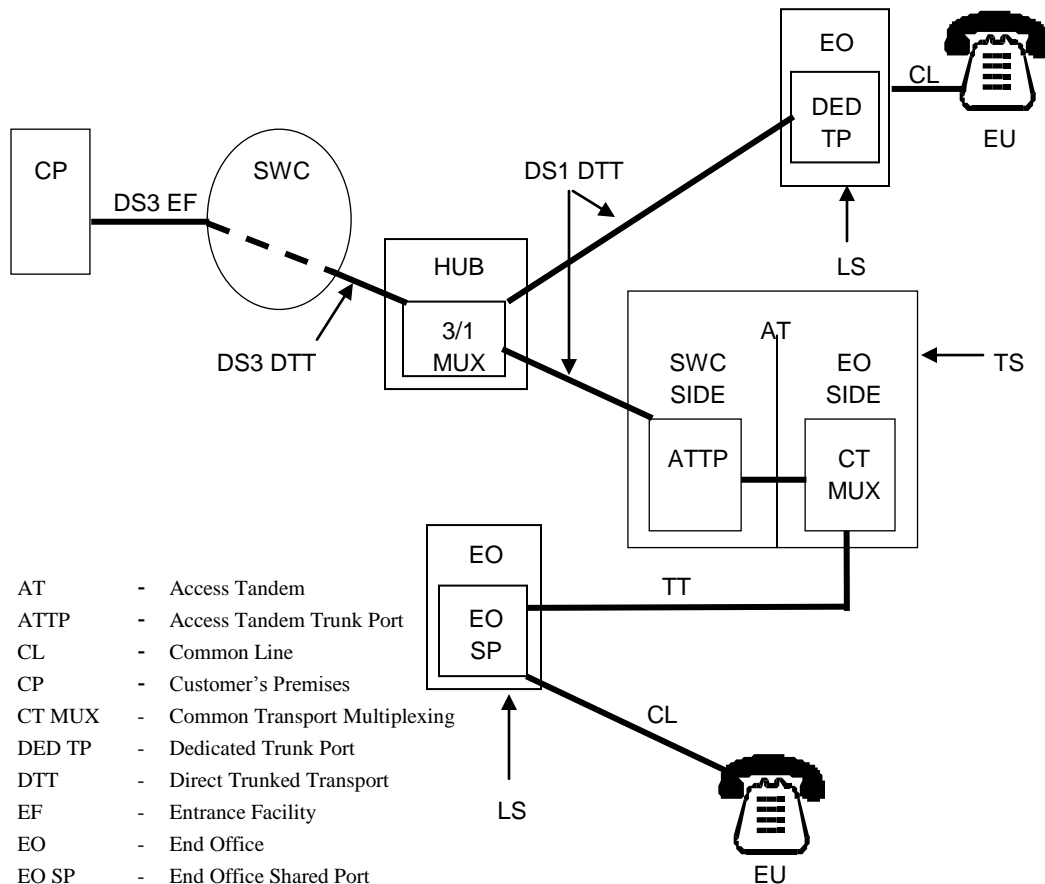 EO
CL
DED
TP
EU
CP
SWC
DS1 DTT
DS3 EF
LS
HUB
3/1
MUX
DS3 DTT
AT
SWC
SIDE
EO
SIDE
TS
ATTP
CT
MUX
EO
EO
SP
TT
CL
LS
EU
AT - Access Tandem
ATTP - Access Tandem Trunk Port
CL - Common Line
CP - Customer's Premises
CT MUX - Common Transport Multiplexing
DED TP - Dedicated Trunk Port
DTT - Direct Trunked Transport
EF - Entrance Facility
EO - End Office
EO SP - End Office Shared Port